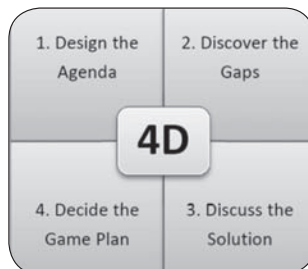 1. Design the
Agenda
2. Discover the
Gaps
4D
4. Decide the
Game Plan
3. Discuss the
Solution